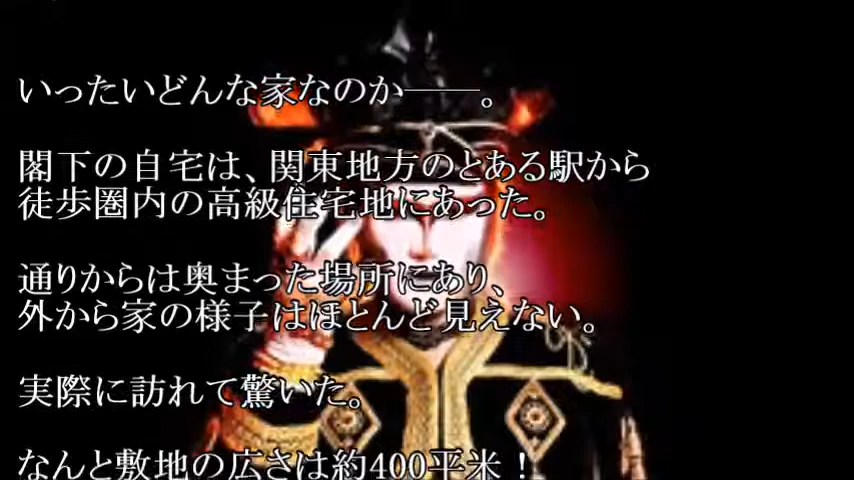 いったいどんな家なのか――。
閣下の自宅は、関東地方のとある駅から
徒歩圏内の高級住宅地にあった。
通りからは奥まった場所にあり、
外から家の様子はほとんど見えない。
実際に訪れて驚いた。
なんと敷地の広さは約400平米！